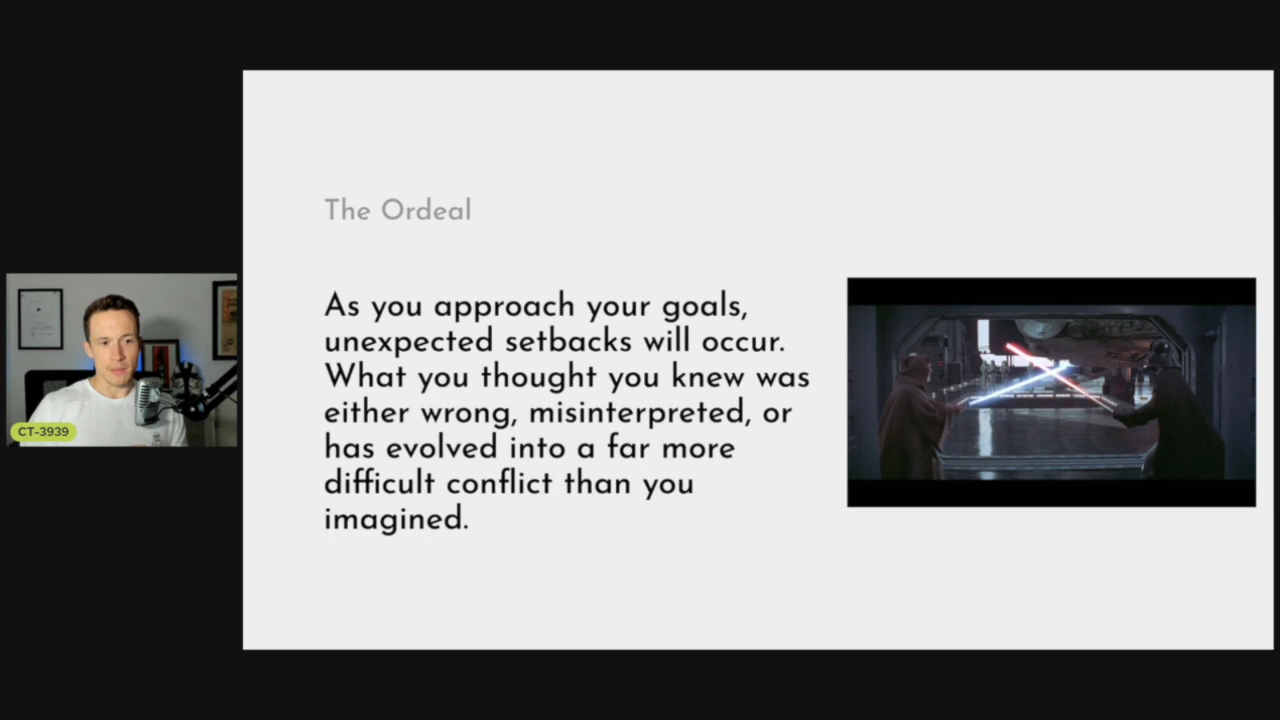 The Ordeal
As you approach your goals,
unexpected setbacks will occur.
What you thought you knew was
either wrong, misinterpreted, or
has evolved into a far more
difficult conflict than you
imagined.
CT-3939